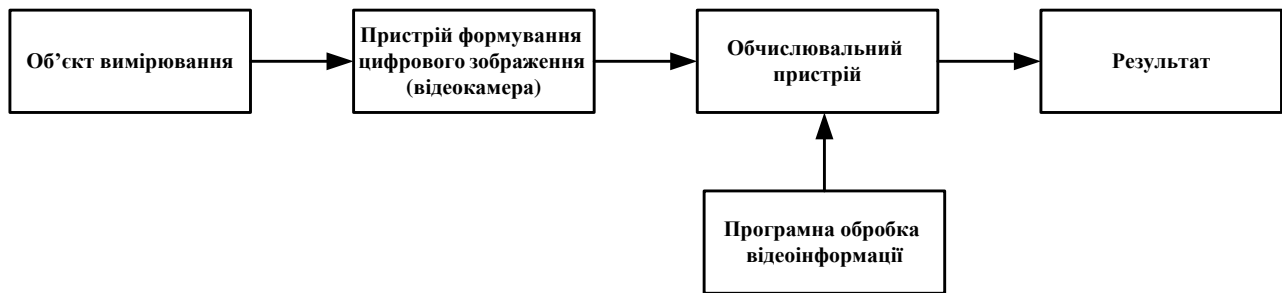 Об’єкт вимірювання
Пристрій формування
цифрового зображення
(відеокамера)
Обчислювальний
пристрій
Результат
Програмна обробка
відеоінформації